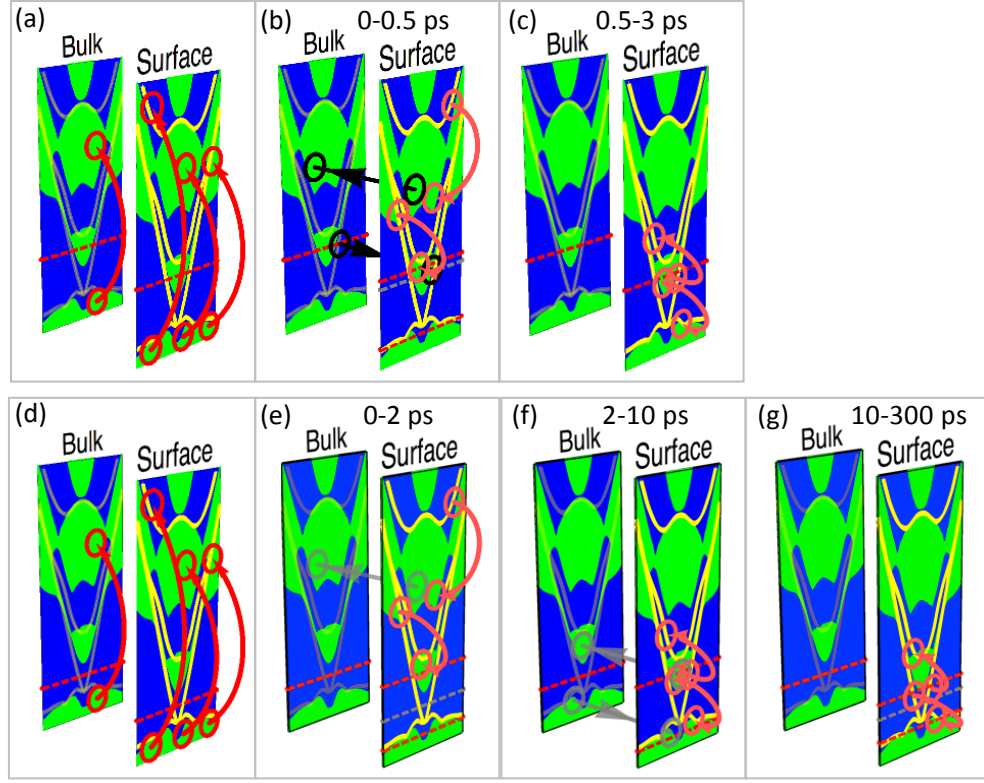 (a)
Bulk
Surface
(b)
0-0.5 ps
Bulk
Surface
(c)
0.5-3 ps
Bulk
Surface
(d)
Bulk
Surface
(e)
0-2 ps
Bulk
Surface
(f)
2-10 ps
Bulk
Surface
(g)
10-300 ps
Bulk
Surface